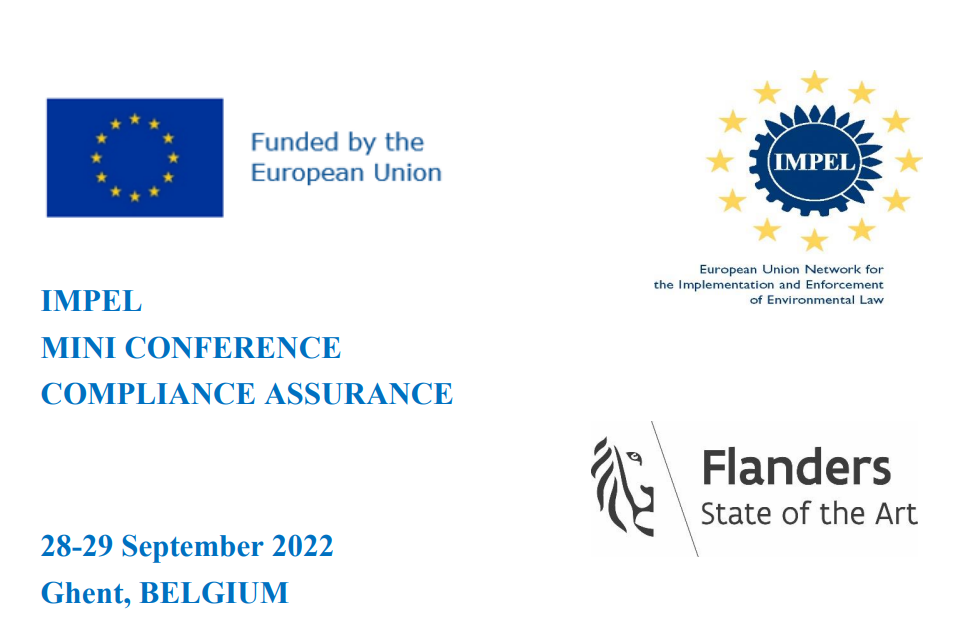 Funded by the
European Union
IMPEL
European Union Network for
the Implementation and Enforcement
of Environmental Law
IMPEL
MINI CONFERENCE
COMPLIANCE ASSURANCE
Flanders
State of the Art
28-29 September 2022
Ghent, BELGIUM